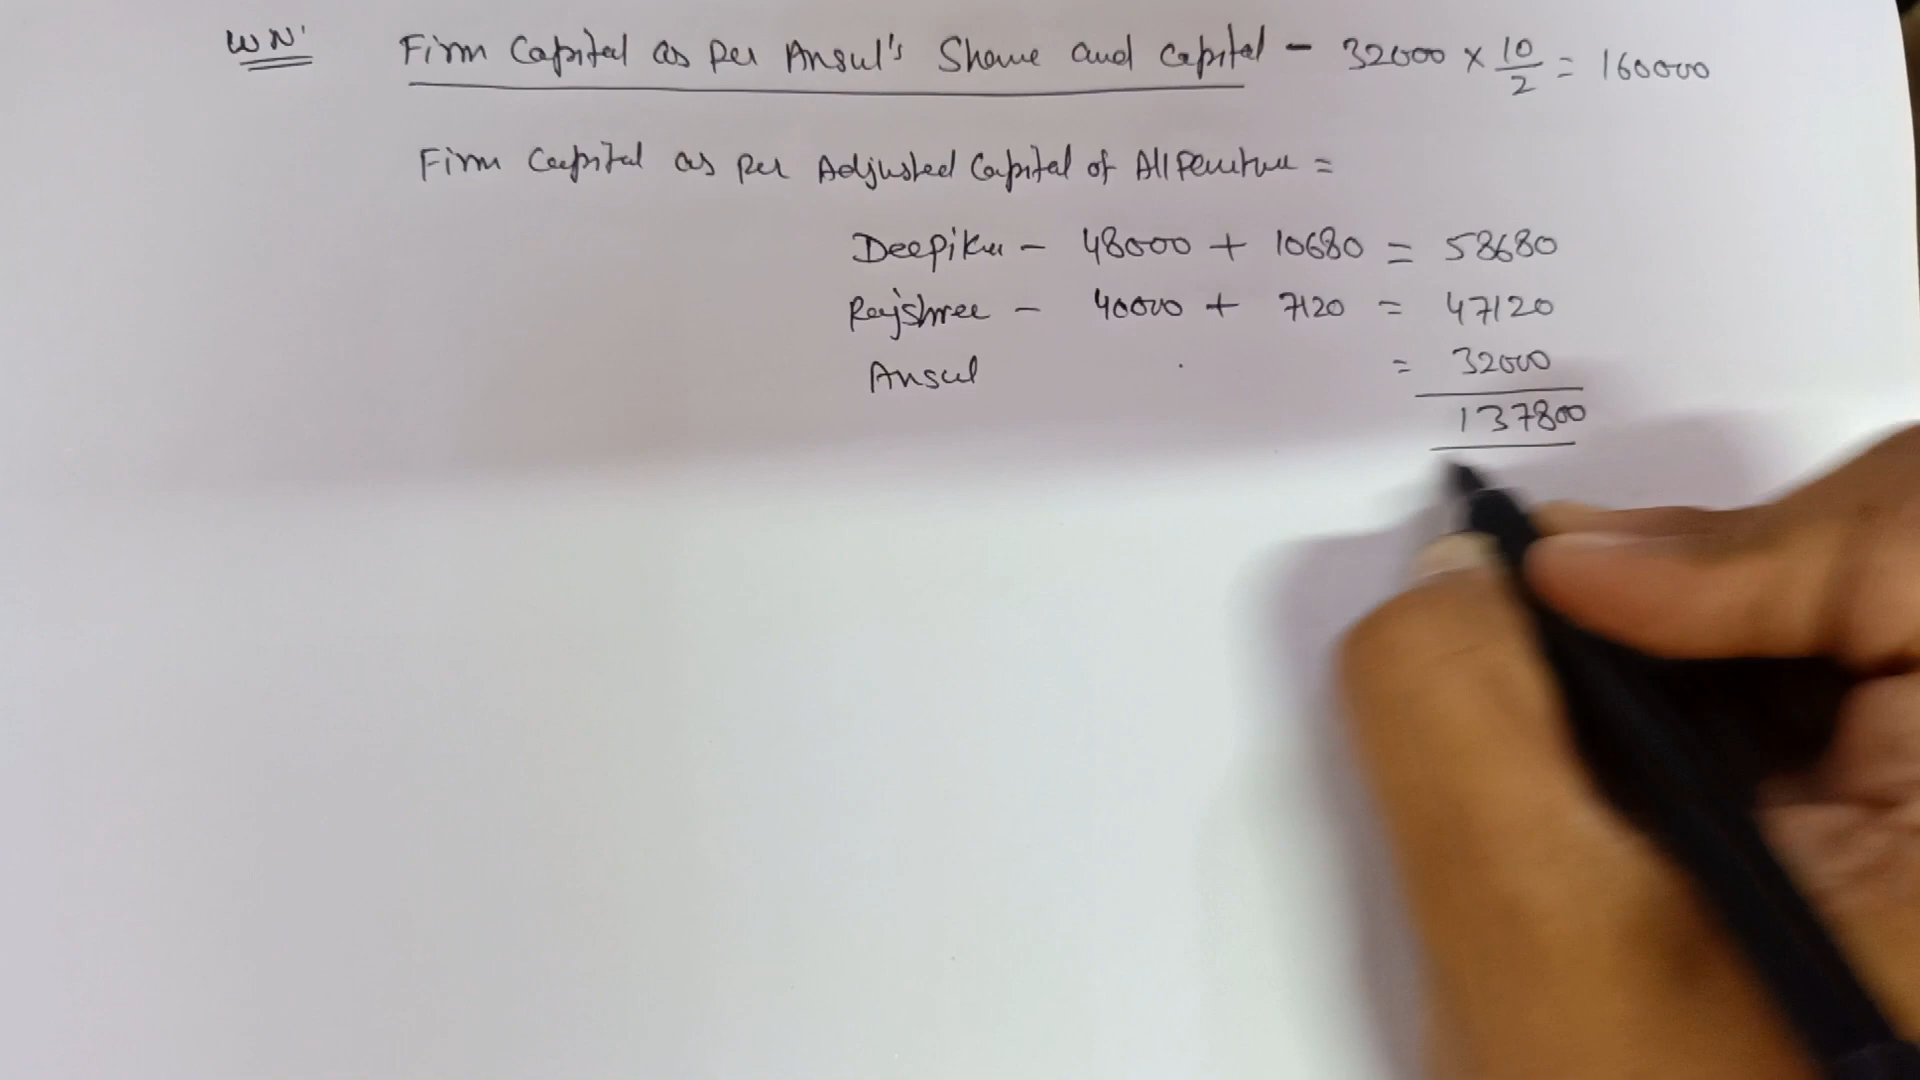 WN' Firm Capital as Per Ansul's Share and capital - 32000 × 10/2 = 160000
Firm Capital as per Adjusted Capital of All Partner =
Deepika - 48000 + 10680 = 58680
Rajshree - 40000 + 7120 = 47120
Ansul = 32000
137800